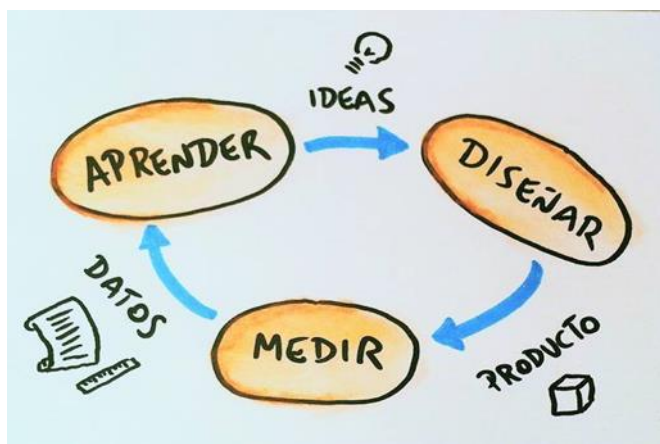 IDEAS
APRENDER
DISEÑAR
DATOS
MEDIR
PRODUCTO